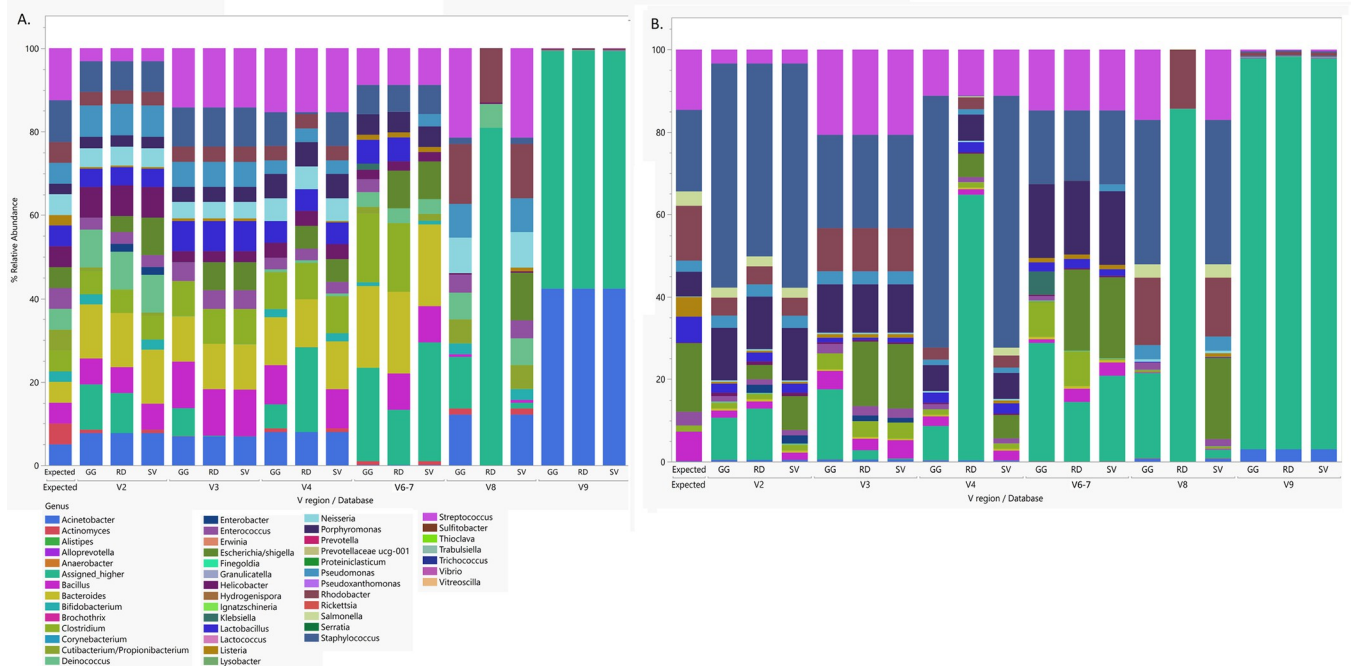 A.
% Relative Abundance
100
80
60
40
20
0
Expected GG RD SV GG RD SV GG RD SV GG RD SV GG RD SV GG RD SV
Expected V2 V3 V4 V6-7 V8 V9
V region / Database
B.
100
80
60
40
20
0
Expected GG RD SV GG RD SV GG RD SV GG RD SV GG RD SV GG RD SV
Expected V2 V3 V4 V6-7 V8 V9
V region / Database
Genus
Acinetobacter
Actinomyces
Alistipes
Alloprevotella
Anaerobacter
Assigned_higher
Bacillus
Bacteroides
Bifidobacterium
Brochothrix
Clostridium
Corynebacterium
Cutibacterium/Propionibacterium
Deinococcus
Enterobacter
Enterococcus
Erwinia
Escherichia/shigella
Finegoldia
Granulicatella
Helicobacter
Hydrogenispora
Ignatzschineria
Klebsiella
Lactobacillus
Lactococcus
Listeria
Lysobacter
Neisseria
Porphyromonas
Prevotella
Prevotellaceae ucg-001
Proteiniclasticum
Pseudomonas
Pseudoxanthomonas
Rhodobacter
Rickettsia
Salmonella
Serratia
Staphylococcus
Streptococcus
Sulfitobacter
Thioclava
Trabulsiella
Trichococcus
Vibrio
Vitreoscilla